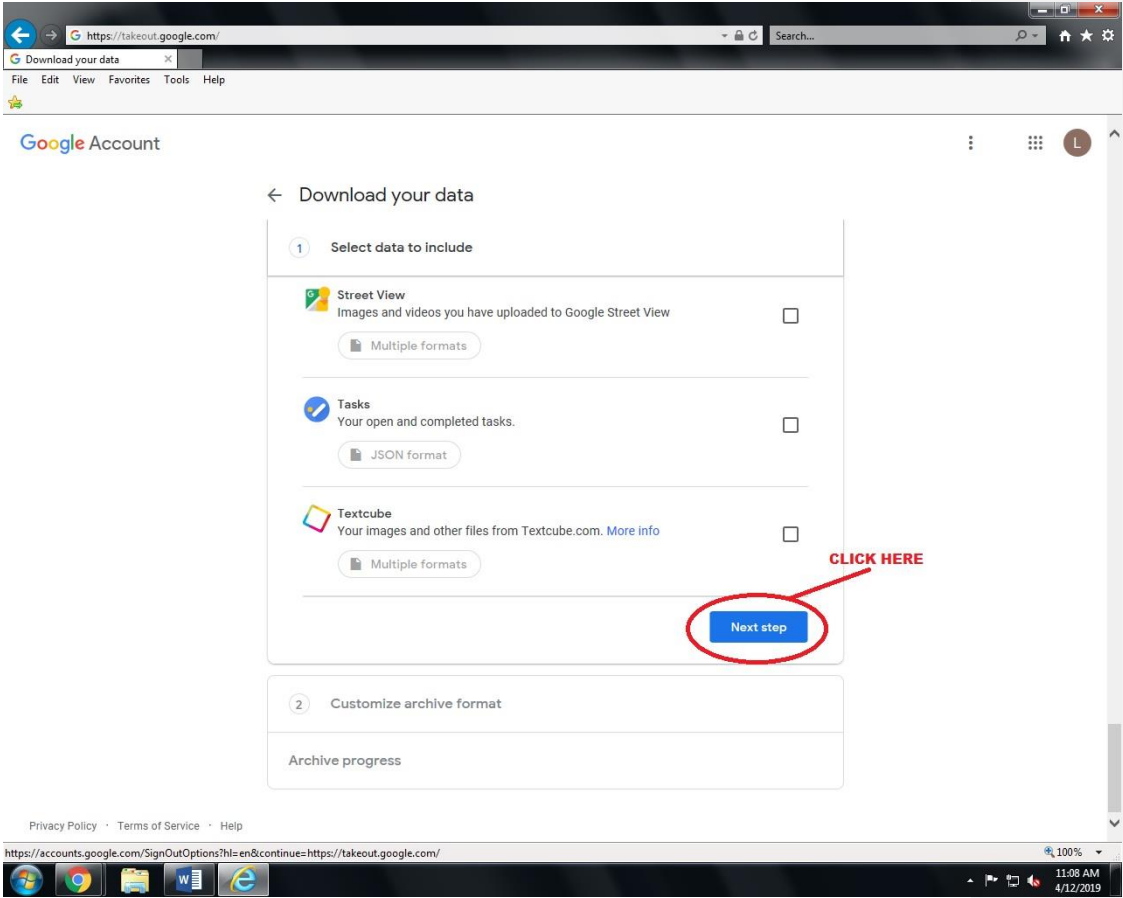 https://takeout.google.com/
Search...
Download your data
File Edit View Favorites Tools Help
Google Account
L
Download your data
1 Select data to include
Street View
Images and videos you have uploaded to Google Street View
Multiple formats
Tasks
Your open and completed tasks.
JSON format
Textcube
Your images and other files from Textcube.com. More info
Multiple formats
CLICK HERE
Next step
2 Customize archive format
Archive progress
Privacy Policy · Terms of Service · Help
https://accounts.google.com/SignOutOptions?hl=en&continue=https://takeout.google.com/
100%
11:08 AM
4/12/2019